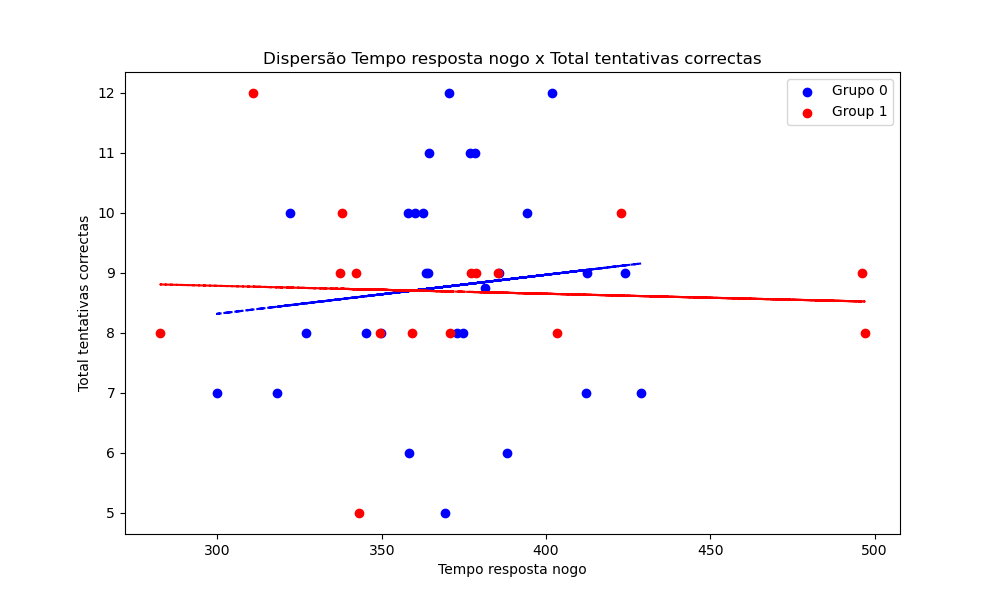 Dispersão Tempo resposta nogo x Total tentativas correctas
Grupo 0
Group 1
Total tentativas correctas
12
11
10
9
8
7
6
5
300
350
400
450
500
Tempo resposta nogo